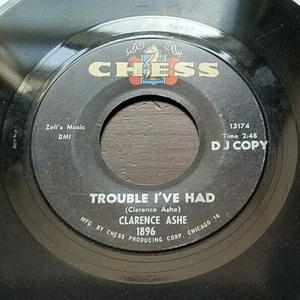 CHESS
Zell's Music
BMI
13174
Time 2:48
D J COPY
TROUBLE I'VE HAD
(Clarence Ashe)
CLARENCE ASHE
1896
MFG. BY CHESS PRODUCING CORP. CHICAGO 16